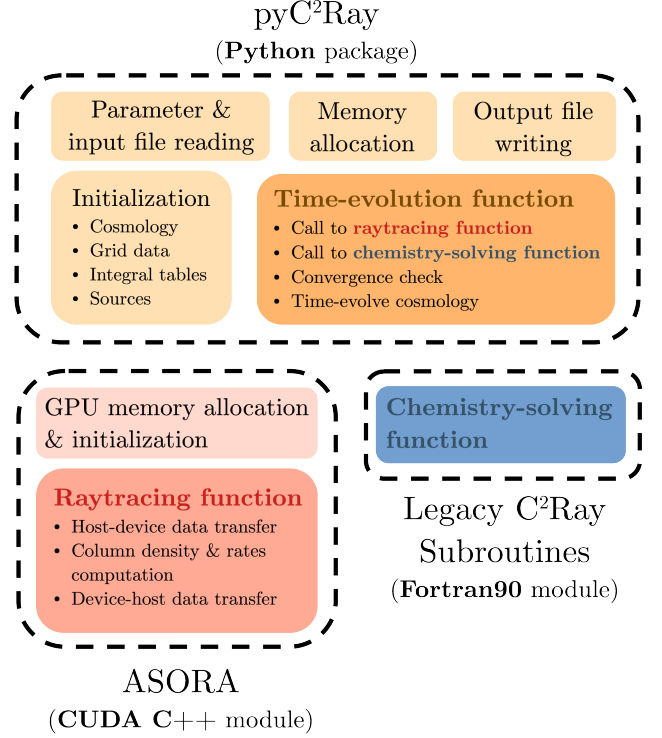 pyC²Ray
(Python package)
Parameter &
input file reading
Memory
allocation
Output file
writing
Initialization
• Cosmology
• Grid data
• Integral tables
• Sources
Time-evolution function
• Call to raytracing function
• Call to chemistry-solving function
• Convergence check
• Time-evolve cosmology
GPU memory allocation
& initialization
Raytracing function
• Host-device data transfer
• Column density & rates
computation
• Device-host data transfer
ASORA
(CUDA C++ module)
Chemistry-solving
function
Legacy C²Ray
Subroutines
(Fortran90 module)